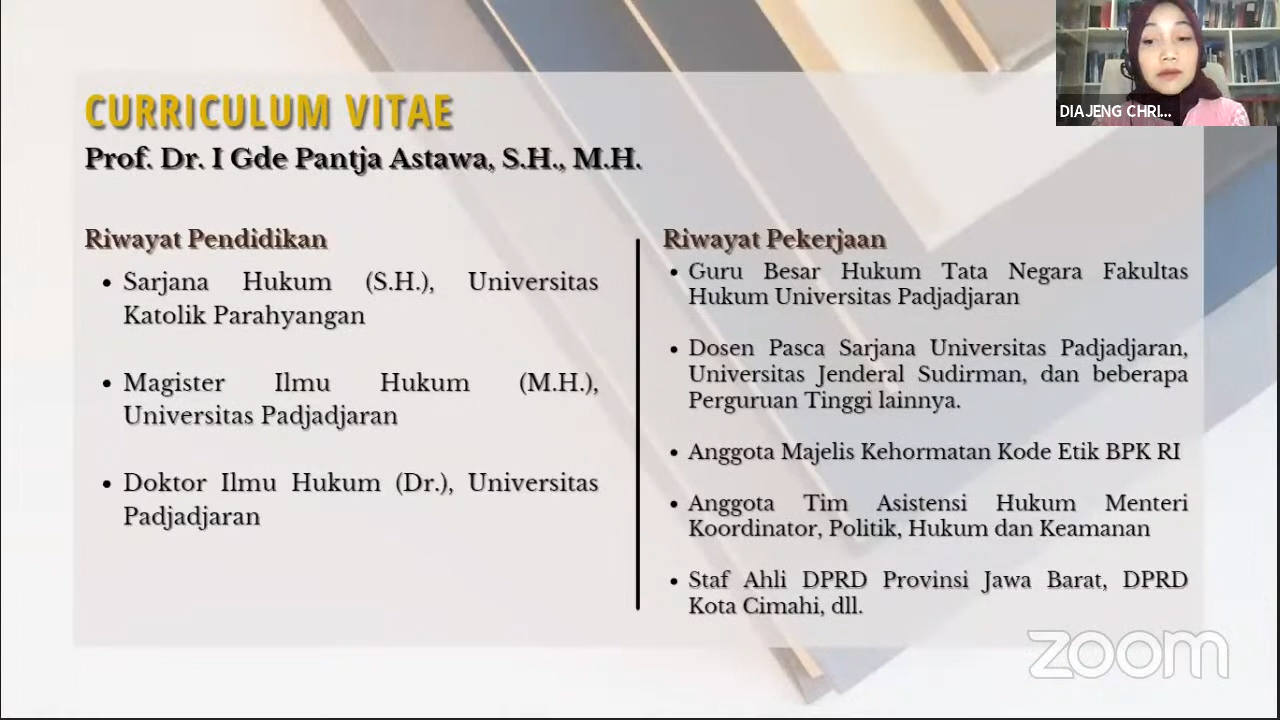 CURRICULUM VITAE
Prof. Dr. I Gde Pantja Astawa, S.H., M.H.
Riwayat Pendidikan
• Sarjana Hukum (S.H.), Universitas
Katolik Parahyangan
• Magister Ilmu Hukum (M.H.),
Universitas Padjadjaran
• Doktor Ilmu Hukum (Dr.), Universitas
Padjadjaran
Riwayat Pekerjaan
• Guru Besar Hukum Tata Negara Fakultas
Hukum Universitas Padjadjaran
• Dosen Pasca Sarjana Universitas Padjadjaran,
Universitas Jenderal Sudirman, dan beberapa
Perguruan Tinggi lainnya.
• Anggota Majelis Kehormatan Kode Etik BPK RI
• Anggota Tim Asistensi Hukum Menteri
Koordinator, Politik, Hukum dan Keamanan
• Staf Ahli DPRD Provinsi Jawa Barat, DPRD
Kota Cimahi, dll.
DIAJENG CHRI...
zoom